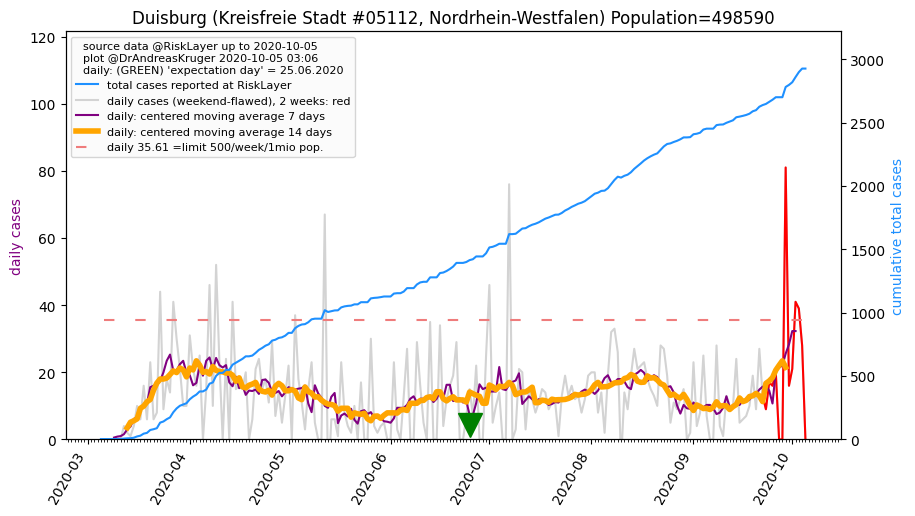 Duisburg (Kreisfreie Stadt #05112, Nordrhein-Westfalen) Population=498590
source data @RiskLayer up to 2020-10-05
plot @DrAndreasKruger 2020-10-05 03:06
daily: (GREEN) 'expectation day' = 25.06.2020
total cases reported at RiskLayer
daily cases (weekend-flawed), 2 weeks: red
daily: centered moving average 7 days
daily: centered moving average 14 days
daily 35.61 =limit 500/week/1mio pop.
daily cases
120
100
80
60
40
20
0
3000
2500
2000
1500
1000
500
0
cumulative total cases
2020-03
2020-04
2020-05
2020-06
2020-07
2020-08
2020-09
2020-10